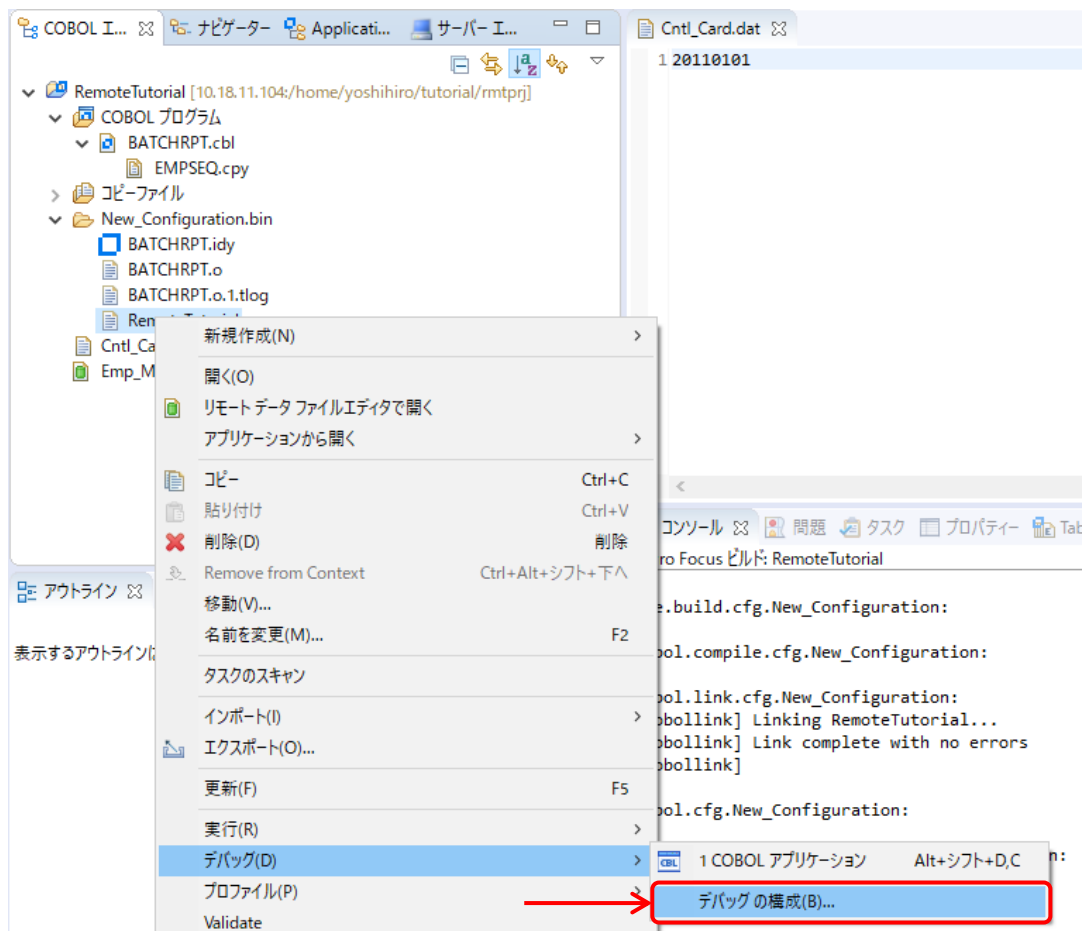 COBOL エ...
ナビゲーター
Applicati...
サーバー エ...
RemoteTutorial [10.18.11.104:/home/yoshihiro/tutorial/rmtprj]
COBOL プログラム
BATCHRPT.cbl
EMPSEQ.cpy
コピーファイル
New_Configuration.bin
BATCHRPT.idy
BATCHRPT.o
BATCHRPT.o.1.tlog
Cntl_Ca
Emp_M
アウトライン
表示するアウトラインは
新規作成(N)
開く(O)
リモート データ ファイルエディタで開く
アプリケーションから開く
コピー Ctrl+C
貼り付け Ctrl+V
削除(D) 削除
Remove from Context Ctrl+Alt+シフト+下へ
移動(V)...
名前を変更(M)... F2
タスクのスキャン
インポート(I)
エクスポート(O)...
更新(F) F5
実行(R)
デバッグ(D)
プロファイル(P)
Validate
1 COBOL アプリケーション Alt+シフト+D,C
デバッグ の構成(B)...
Cntl_Card.dat
1 20110101
コンソール
問題
タスク
プロパティー
Tab
ro Focus ビルド: RemoteTutorial
e.build.cfg.New_Configuration:
bol.compile.cfg.New_Configuration:
bol.link.cfg.New_Configuration:
obollink] Linking RemoteTutorial...
obollink] Link complete with no errors
obollink]
bol.cfg.New_Configuration:
n: